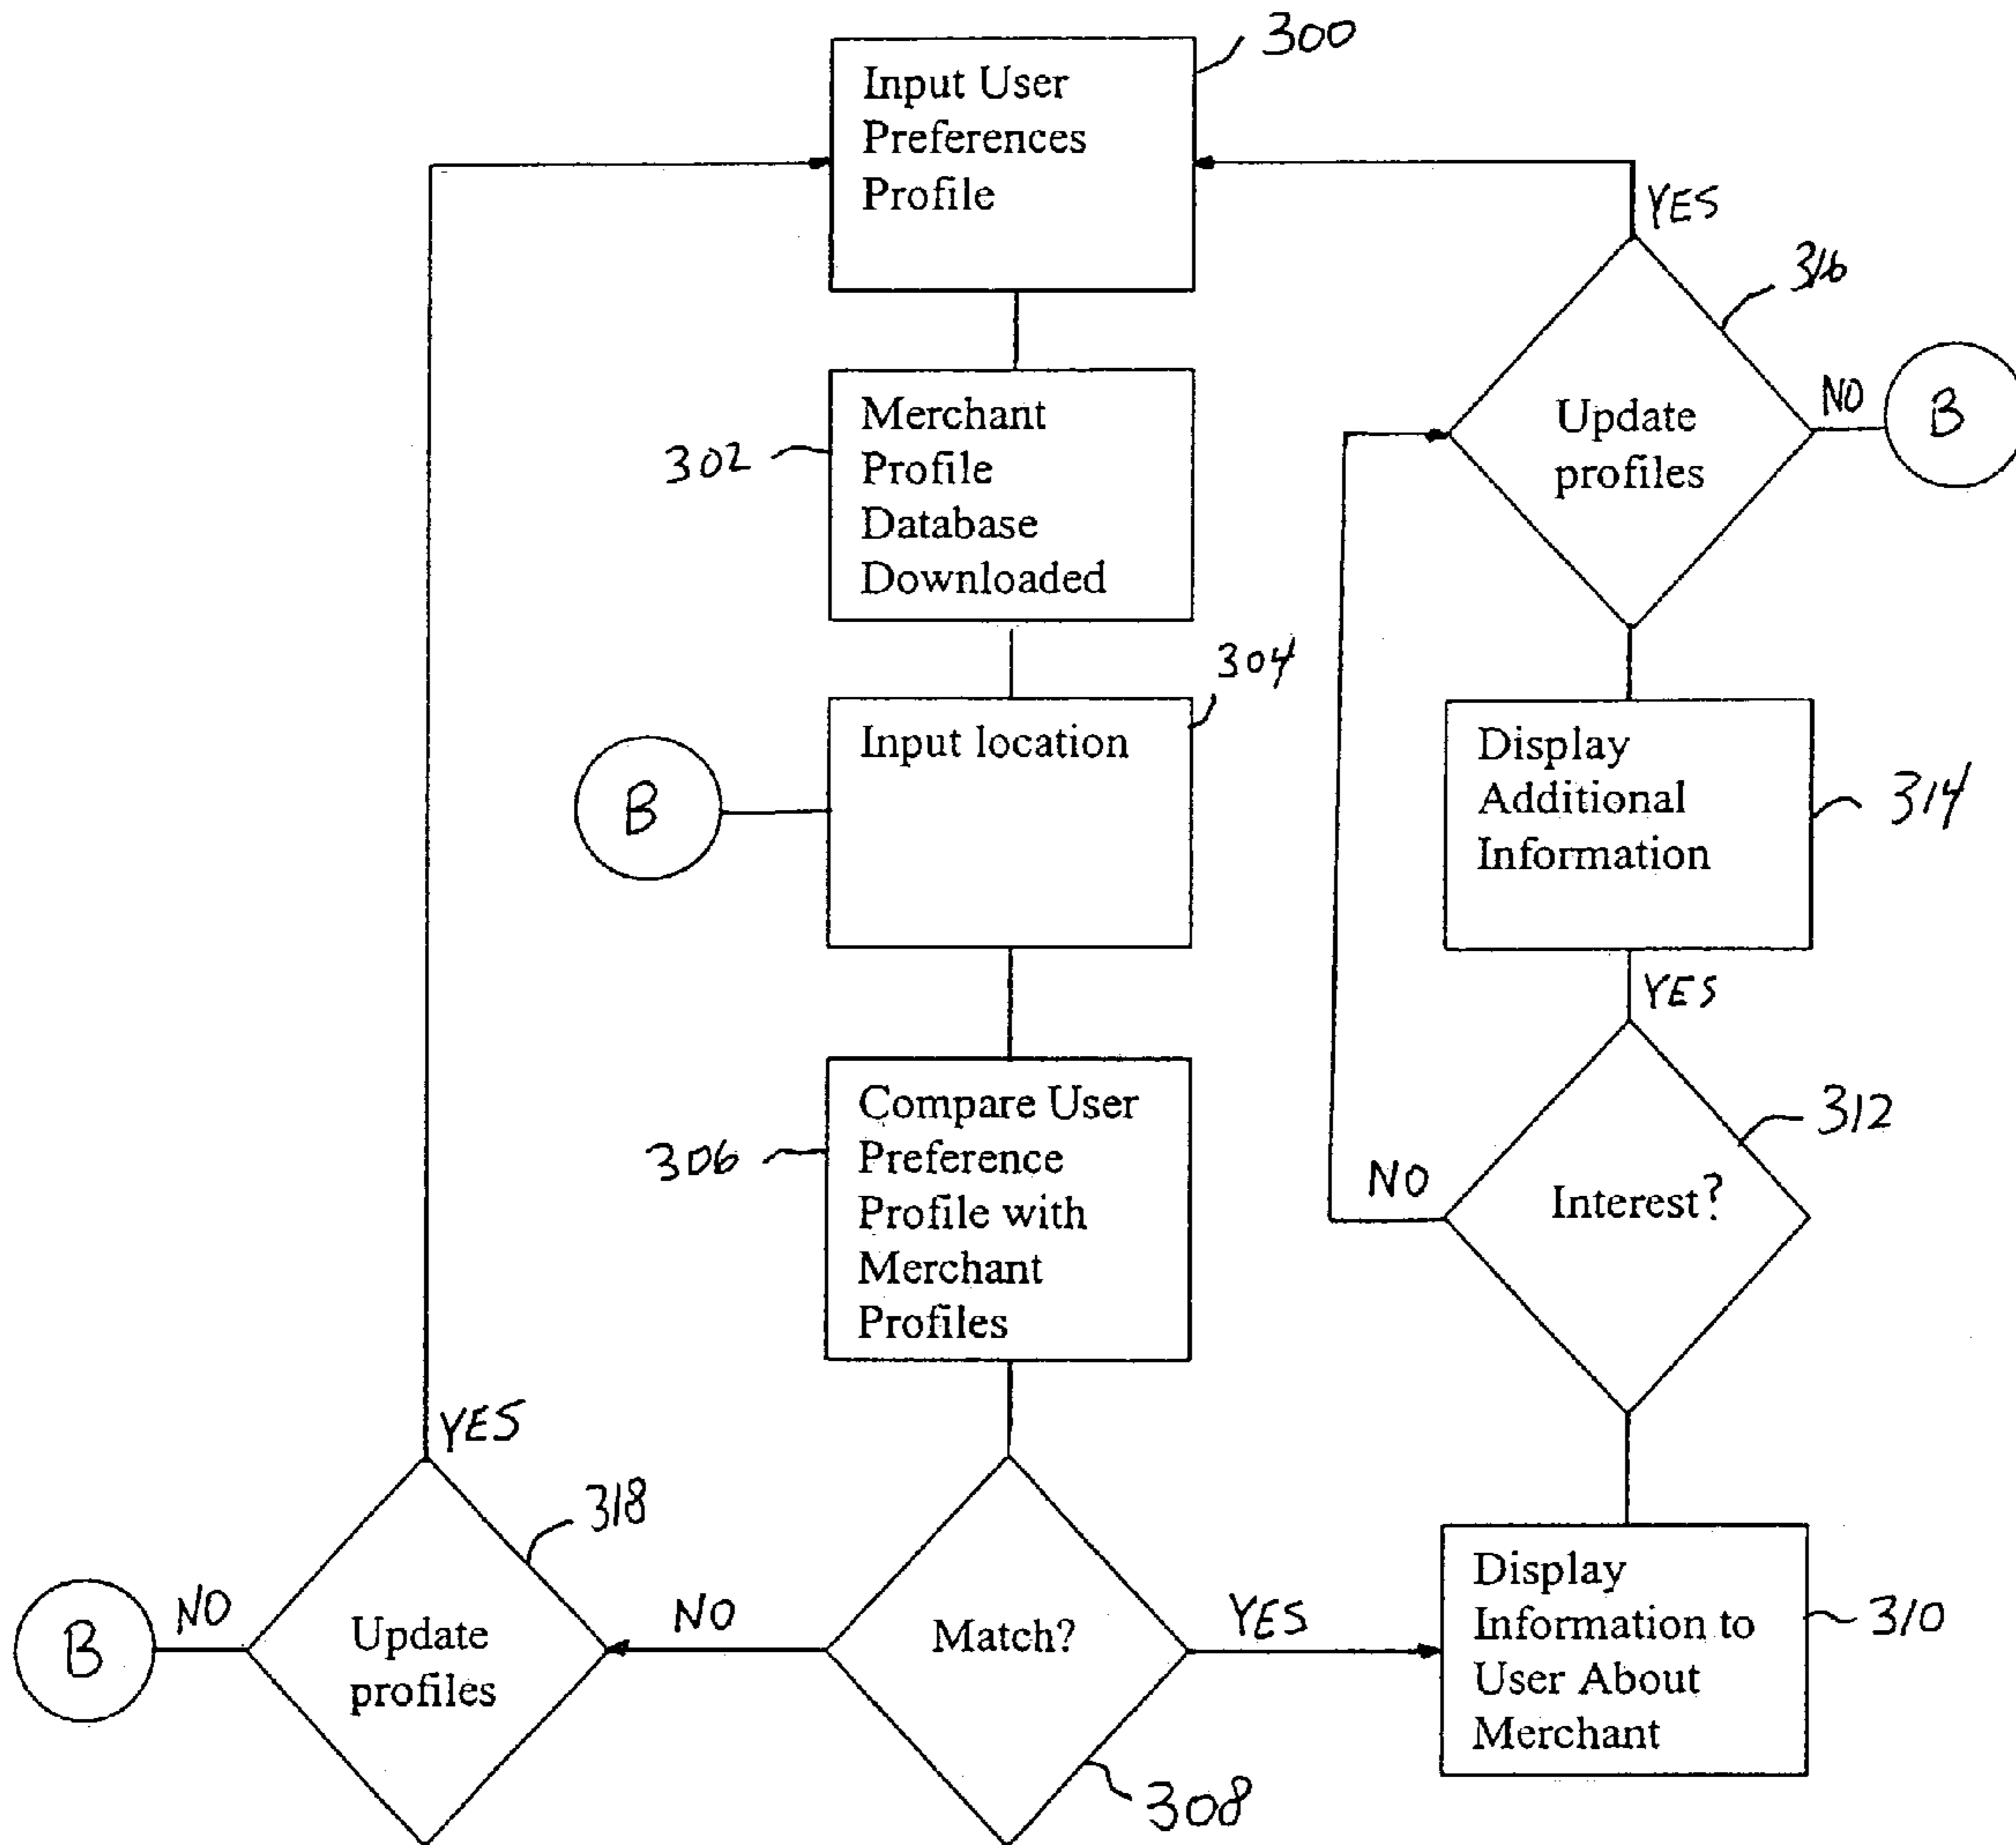 300
Input User
Preferences
Profile
YES
316
Update
profiles
NO
B
302
Merchant
Profile
Database
Downloaded
304
Input location
B
Display
Additional
Information
314
YES
306
Compare User
Preference
Profile with
Merchant
Profiles
312
Interest?
NO
YES
318
Update
profiles
NO
B
NO
Match?
308
YES
Display
Information to
User About
Merchant
310